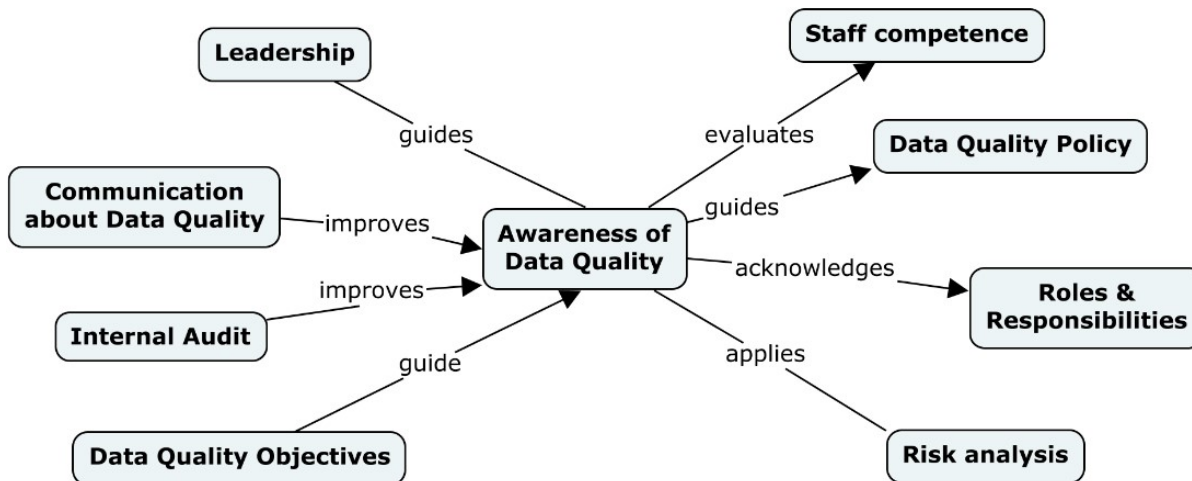 Leadership
guides
Communication
about Data Quality
improves
improves
Internal Audit
guide
Data Quality Objectives
Awareness of
Data Quality
Staff competence
evaluates
Data Quality Policy
guides
acknowledges
Roles &
Responsibilities
applies
Risk analysis